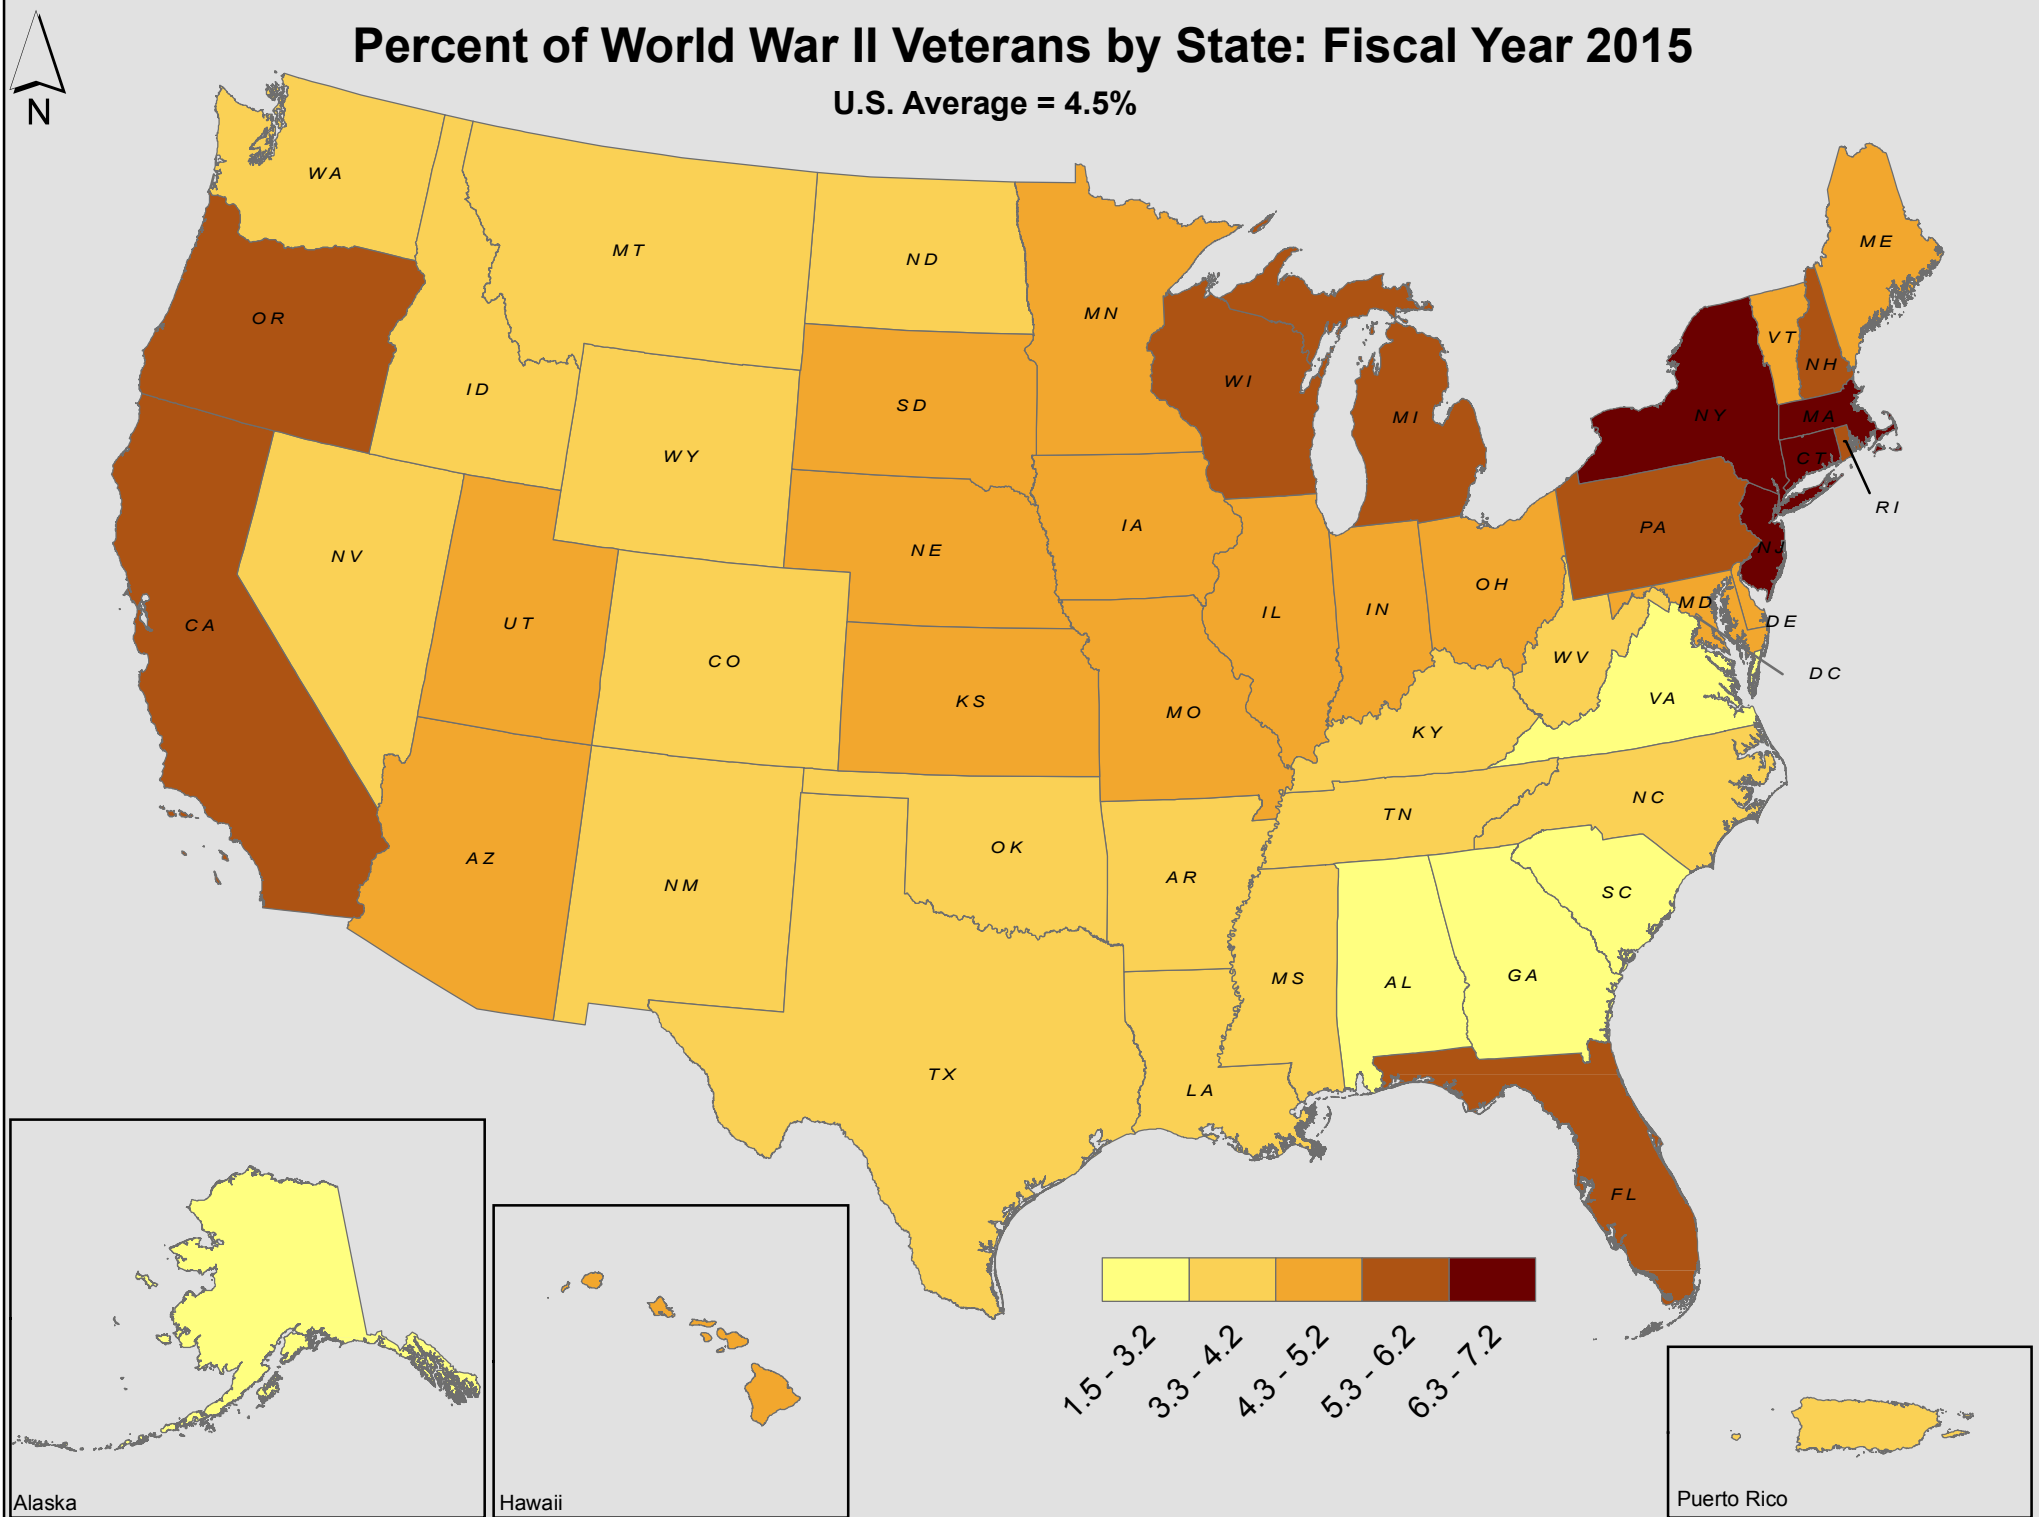 Percent of World War II Veterans by State: Fiscal Year 2015
U.S. Average = 4.5%
N
WA
MT
ND
MN
ME
OR
ID
SD
WI
MI
VT
NH
NY
MA
CT
RI
WY
NV
UT
NE
IA
PA
NJ
CA
CO
KS
MO
IL
IN
OH
MD
DE
DC
WV
VA
KY
AZ
NM
OK
AR
TN
NC
SC
MS
AL
GA
TX
LA
FL
1.5 - 3.2
3.3 - 4.2
4.3 - 5.2
5.3 - 6.2
6.3 - 7.2
Alaska
Hawaii
Puerto Rico